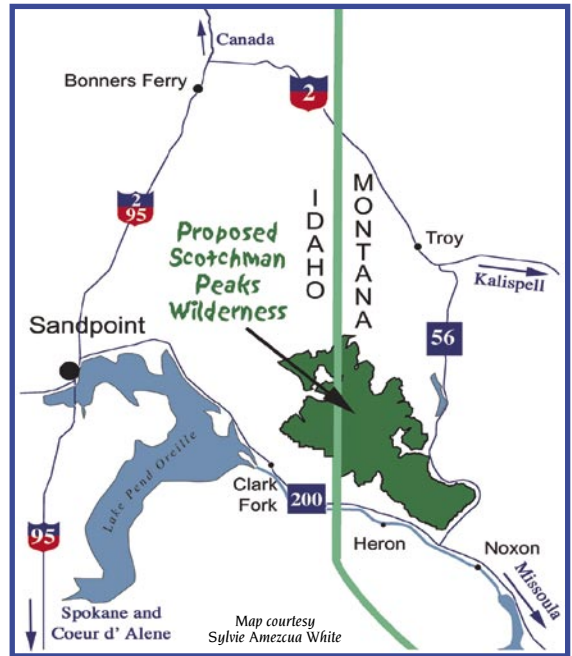 Canada
Bonners Ferry
2
2
95
IDAHO
MONTANA
Proposed
Scotchman
Peaks
Wilderness
Troy
Kalispell
Sandpoint
56
Lake Pend Oreille
Clark
Fork
200
Heron
Noxon
95
Missoula
Spokane and
Coeur d' Alene
Map courtesy
Sylvie Amezcua White